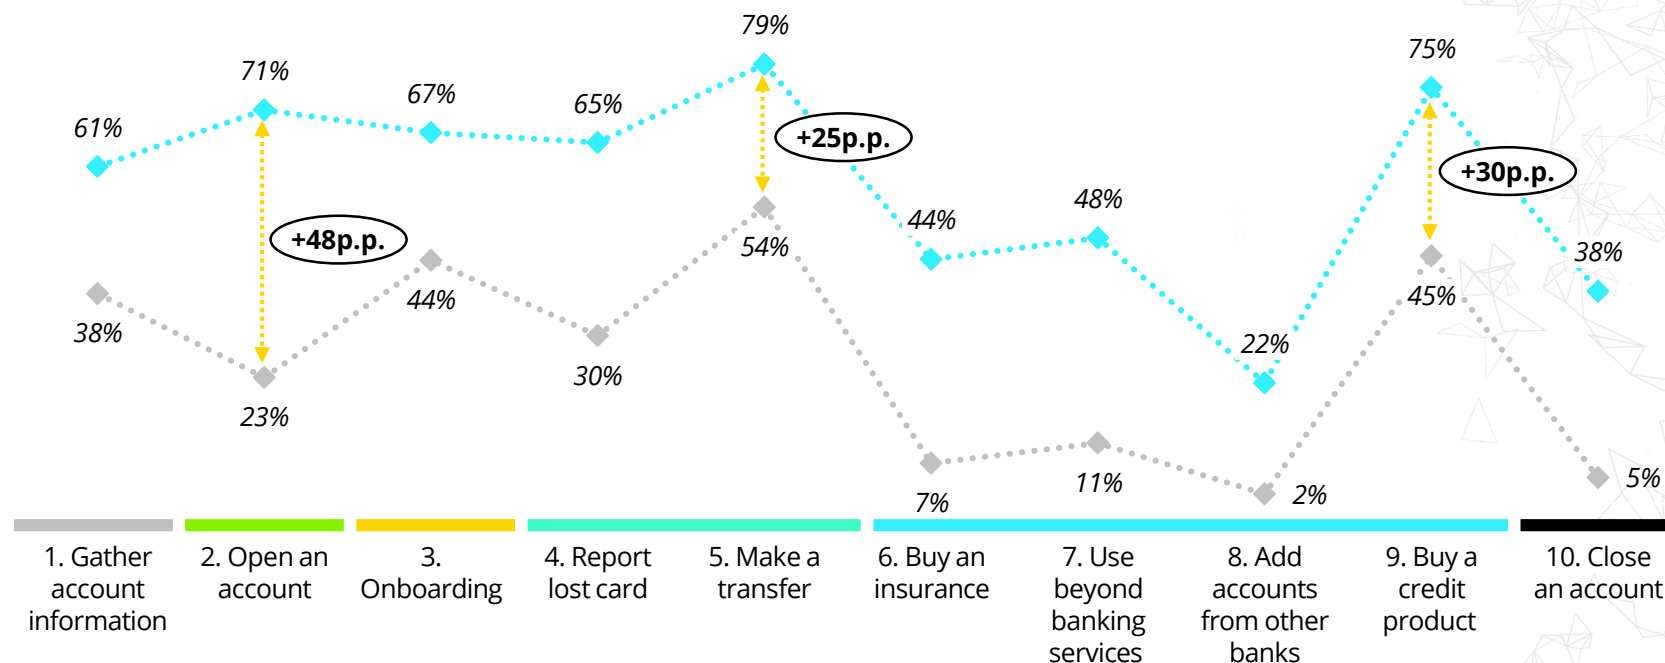 79%
75%
71%
67%
65%
61%
+25p.p.
+30p.p.
44%
48%
+48p.p.
54%
38%
38%
44%
45%
30%
22%
23%
7%
11%
2%
5%
1. Gather
account
information
2. Open an
account
3.
Onboarding
4. Report
lost card
5. Make a
transfer
6. Buy an
insurance
7. Use
beyond
banking
services
8. Add
accounts
from other
banks
9. Buy a
credit
product
10. Close
an account